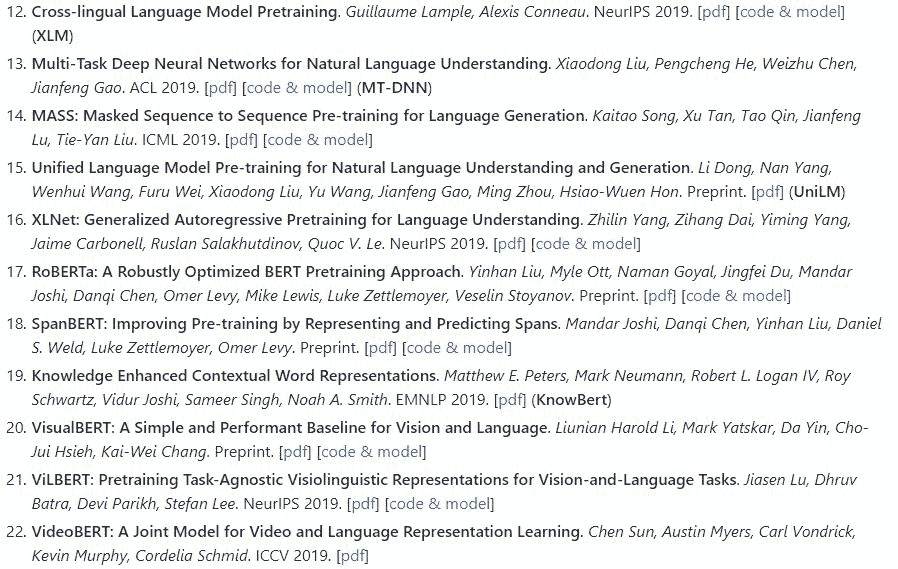 12. Cross-lingual Language Model Pretraining. Guillaume Lample, Alexis Conneau. NeurIPS 2019. [pdf] [code & model]
(XLM)
13. Multi-Task Deep Neural Networks for Natural Language Understanding. Xiaodong Liu, Pengcheng He, Weizhu Chen,
Jianfeng Gao. ACL 2019. [pdf] [code & model] (MT-DNN)
14. MASS: Masked Sequence to Sequence Pre-training for Language Generation. Kaitao Song, Xu Tan, Tao Qin, Jianfeng
Lu, Tie-Yan Liu. ICML 2019. [pdf] [code & model]
15. Unified Language Model Pre-training for Natural Language Understanding and Generation. Li Dong, Nan Yang,
Wenhui Wang, Furu Wei, Xiaodong Liu, Yu Wang, Jianfeng Gao, Ming Zhou, Hsiao-Wuen Hon. Preprint. [pdf] (UniLM)
16. XLNet: Generalized Autoregressive Pretraining for Language Understanding. Zhilin Yang, Zihang Dai, Yiming Yang,
Jaime Carbonell, Ruslan Salakhutdinov, Quoc V. Le. NeurIPS 2019. [pdf] [code & model]
17. RoBERTa: A Robustly Optimized BERT Pretraining Approach. Yinhan Liu, Myle Ott, Naman Goyal, Jingfei Du, Mandar
Joshi, Danqi Chen, Omer Levy, Mike Lewis, Luke Zettlemoyer, Veselin Stoyanov. Preprint. [pdf] [code & model]
18. SpanBERT: Improving Pre-training by Representing and Predicting Spans. Mandar Joshi, Danqi Chen, Yinhan Liu, Daniel
S. Weld, Luke Zettlemoyer, Omer Levy. Preprint. [pdf] [code & model]
19. Knowledge Enhanced Contextual Word Representations. Matthew E. Peters, Mark Neumann, Robert L. Logan IV, Roy
Schwartz, Vidur Joshi, Sameer Singh, Noah A. Smith. EMNLP 2019. [pdf] (KnowBert)
20. VisualBERT: A Simple and Performant Baseline for Vision and Language. Liunian Harold Li, Mark Yatskar, Da Yin, Cho-
Jui Hsieh, Kai-Wei Chang. Preprint. [pdf] [code & model]
21. ViLBERT: Pretraining Task-Agnostic Visiolinguistic Representations for Vision-and-Language Tasks. Jiasen Lu, Dhruv
Batra, Devi Parikh, Stefan Lee. NeurIPS 2019. [pdf] [code & model]
22. VideoBERT: A Joint Model for Video and Language Representation Learning. Chen Sun, Austin Myers, Carl Vondrick,
Kevin Murphy, Cordelia Schmid. ICCV 2019. [pdf]